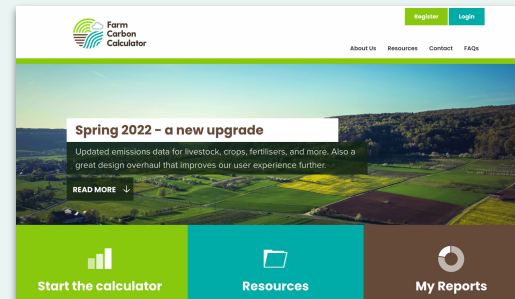 Register
Login
Farm
Carbon
Calculator
About Us
Resources
Contact
FAQs
Spring 2022 - a new upgrade
Updated emissions data for livestock, crops, fertilisers, and more. Also a
great design overhaul that improves our user experience further.
READ MORE ↓
Start the calculator
Resources
My Reports